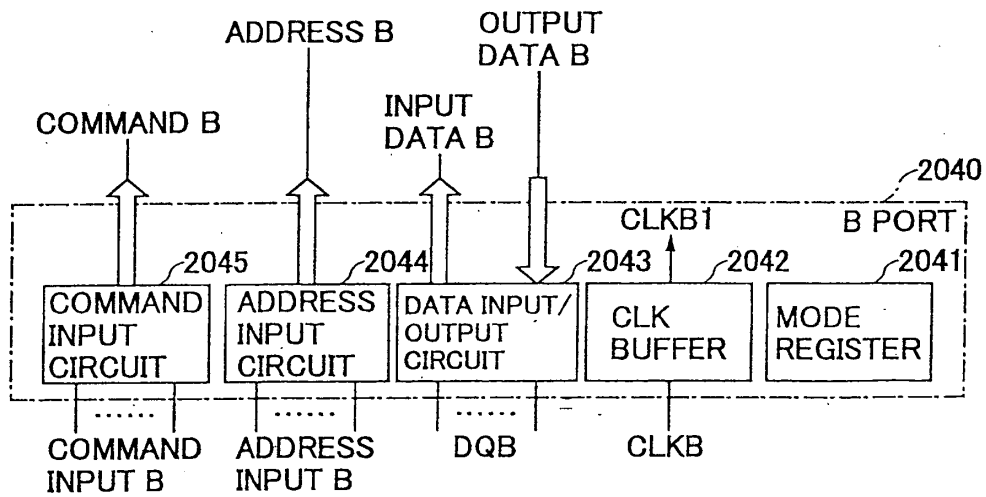 ADDRESS B
OUTPUT
DATA B
COMMAND B
INPUT
DATA B
2040
CLKB1
B PORT
2045
2044
2043
2042
2041
COMMAND
INPUT
CIRCUIT
ADDRESS
INPUT
CIRCUIT
DATA INPUT/
OUTPUT
CIRCUIT
CLK
BUFFER
MODE
REGISTER
......
......
......
COMMAND
INPUT B
ADDRESS
INPUT B
DQB
CLKB